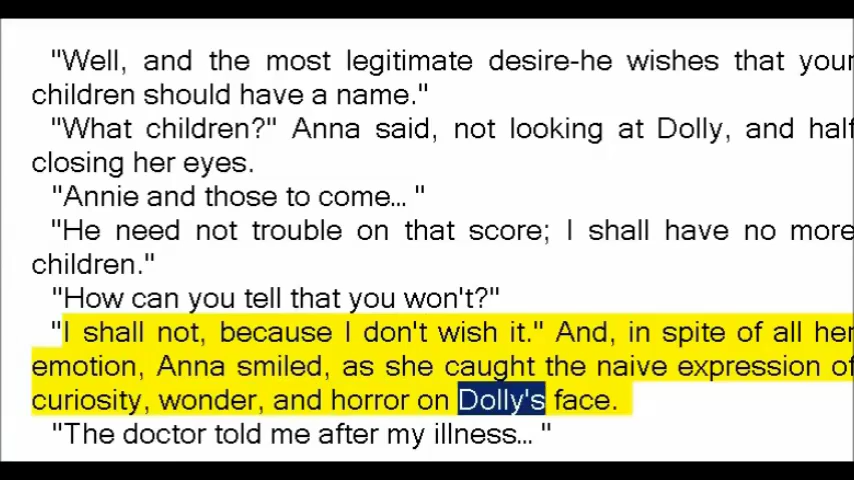 "Well, and the most legitimate desire-he wishes that your
children should have a name."
"What children?" Anna said, not looking at Dolly, and half
closing her eyes.
"Annie and those to come... "
"He need not trouble on that score; I shall have no more
children."
"How can you tell that you won't?"
"I shall not, because I don't wish it." And, in spite of all her
emotion, Anna smiled, as she caught the naive expression of
curiosity, wonder, and horror on Dolly's face.
"The doctor told me after my illness... "